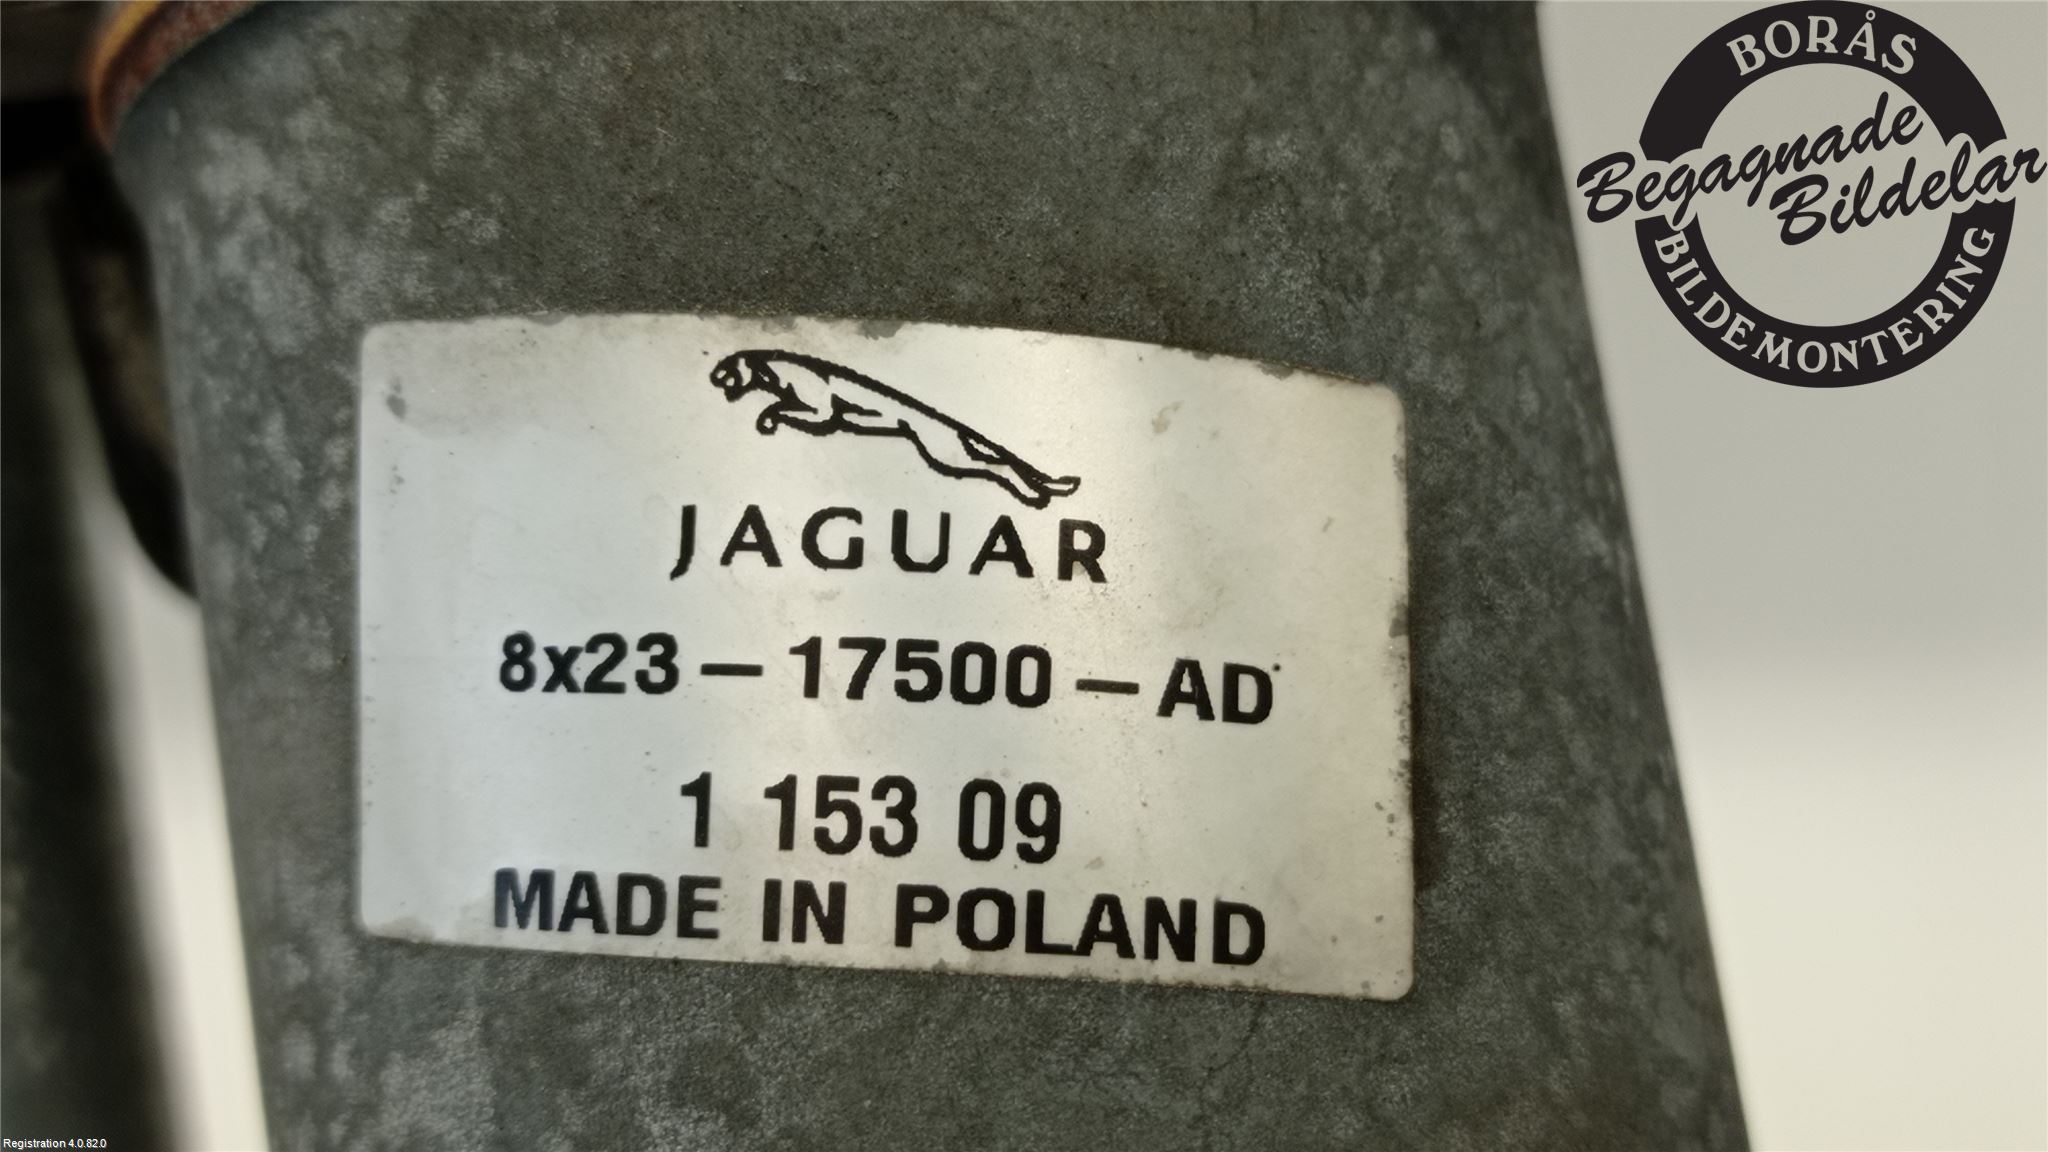 BORÅS
Begagnade
Bildelar
BILDEMONTERING
JAGUAR
8x23-17500-AD
1 153 09
MADE IN POLAND
Registration 4.0.82.0